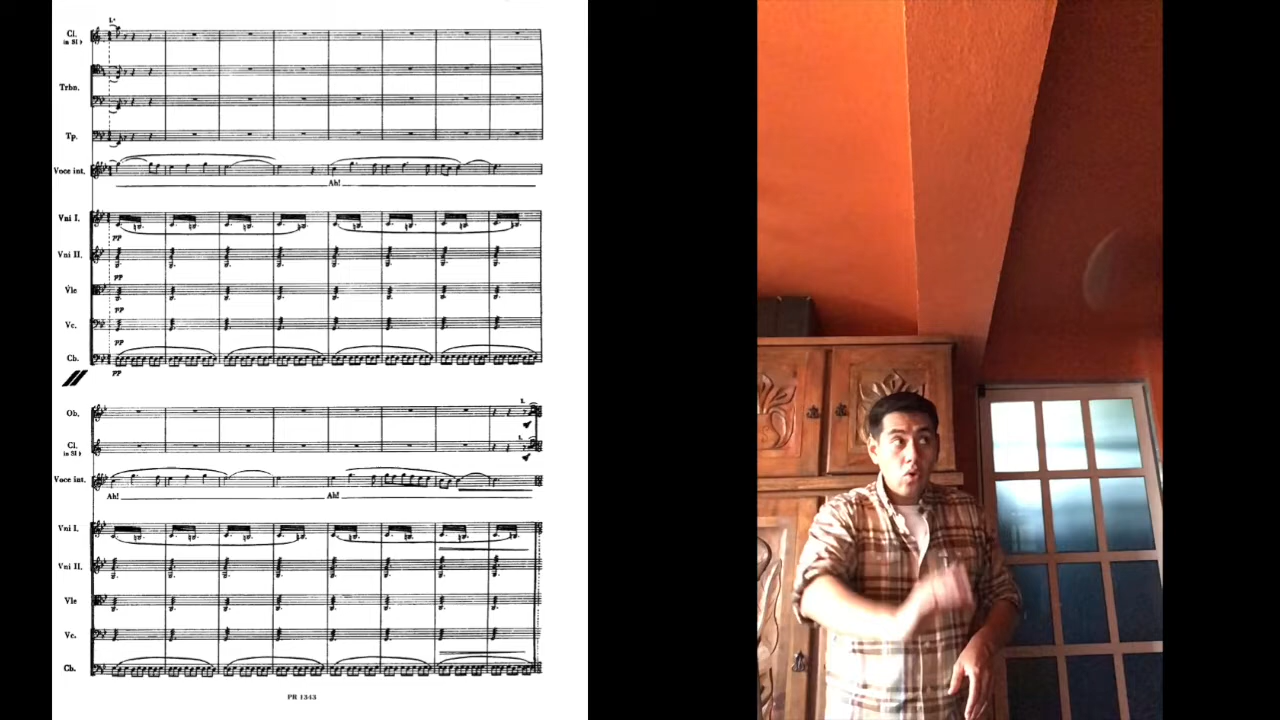 I.
Cl.
(in SI♭)
Trbn.
Tp.
Voce int.
Ah!
Vni I.
pp
Vni II.
pp
Vle
pp
Vc.
pp
Cb.
pp
I.
Ob.
I.
Cl.
(in SI♭)
Voce int.
Ah! Ah!
Vni I.
Vni II.
Vle
Vc.
Cb.
PR 1343